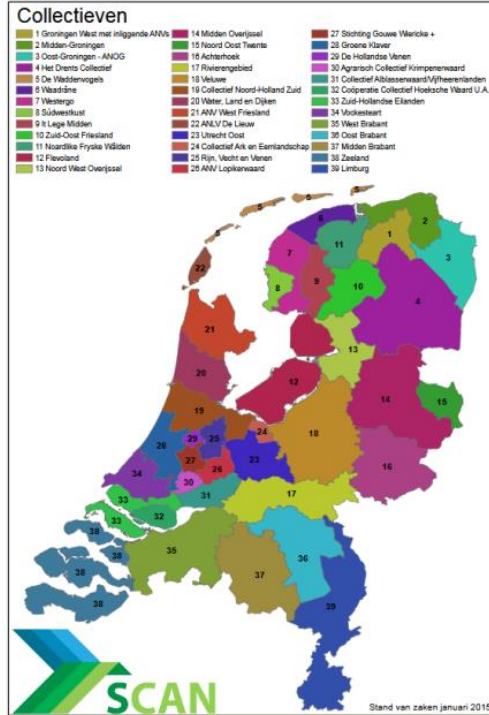 Collectieven
1 Groningen West met inliggende ANVs
2 Midden-Groningen
3 Oost-Groningen - ANOG
4 Het Drents Collectief
5 De Waddenvogels
6 Waadrâne
7 Westergo
8 Súdwestkust
9 It Lege Midden
10 Zuid-Oost Friesland
11 Noardlike Fryske Wâlden
12 Flevoland
13 Noord West Overijssel
14 Midden Overijssel
15 Noord Oost Twente
16 Achterhoek
17 Rivierengebied
18 Veluwe
19 Collectief Noord-Holland Zuid
20 Water, Land en Dijken
21 ANV West Friesland
22 ANLV De Lieuw
23 Utrecht Oost
24 Collectief Ark en Eemlandschap
25 Rijn, Vecht en Venen
26 ANV Lopikerwaard
27 Stichting Gouwe Wiericke +
28 Groene Klaver
29 De Hollandse Venen
30 Agrarisch Collectief Krimpenerwaard
31 Collectief Alblasserwaard/Vijfheerenlanden
32 Coöperatie Collectief Hoeksche Waard U.A.
33 Zuid-Hollandse Eilanden
34 Vockestaert
35 West Brabant
36 Oost Brabant
37 Midden Brabant
38 Zeeland
39 Limburg
5
5
5
5
6
2
11
1
3
7
22
9
8
10
4
21
13
20
12
14
15
19
24
29
25
28
18
27
26
23
16
34
30
31
17
33
32
33
38
38
35
38
36
37
38
39
SCAN
Stand van zaken januari 2015